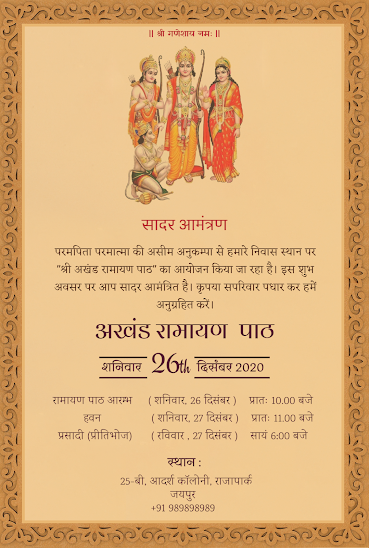 || श्री गणेशाय नमः ||
सादर आमंत्रण
परमपिता परमात्मा की असीम अनुकम्पा से हमारे निवास स्थान पर
"श्री अखंड रामायण पाठ" का आयोजन किया जा रहा है। इस शुभ
अवसर पर आप सादर आमंत्रित है। कृपया सपरिवार पधार कर हमें
अनुग्रहित करें।
अखंड रामायण पाठ
शनिवार 26th दिसंबर 2020
रामायण पाठ आरम्भ ( शनिवार, 26 दिसंबर ) प्रातः 10.00 बजे
हवन ( शनिवार, 27 दिसंबर ) प्रातः 11.00 बजे
प्रसादी (प्रीतिभोज) ( रविवार , 27 दिसंबर ) सायं 6:00 बजे
स्थान :
25-बी, आदर्श कॉलोनी, राजापार्क
जयपुर
+91 989898989